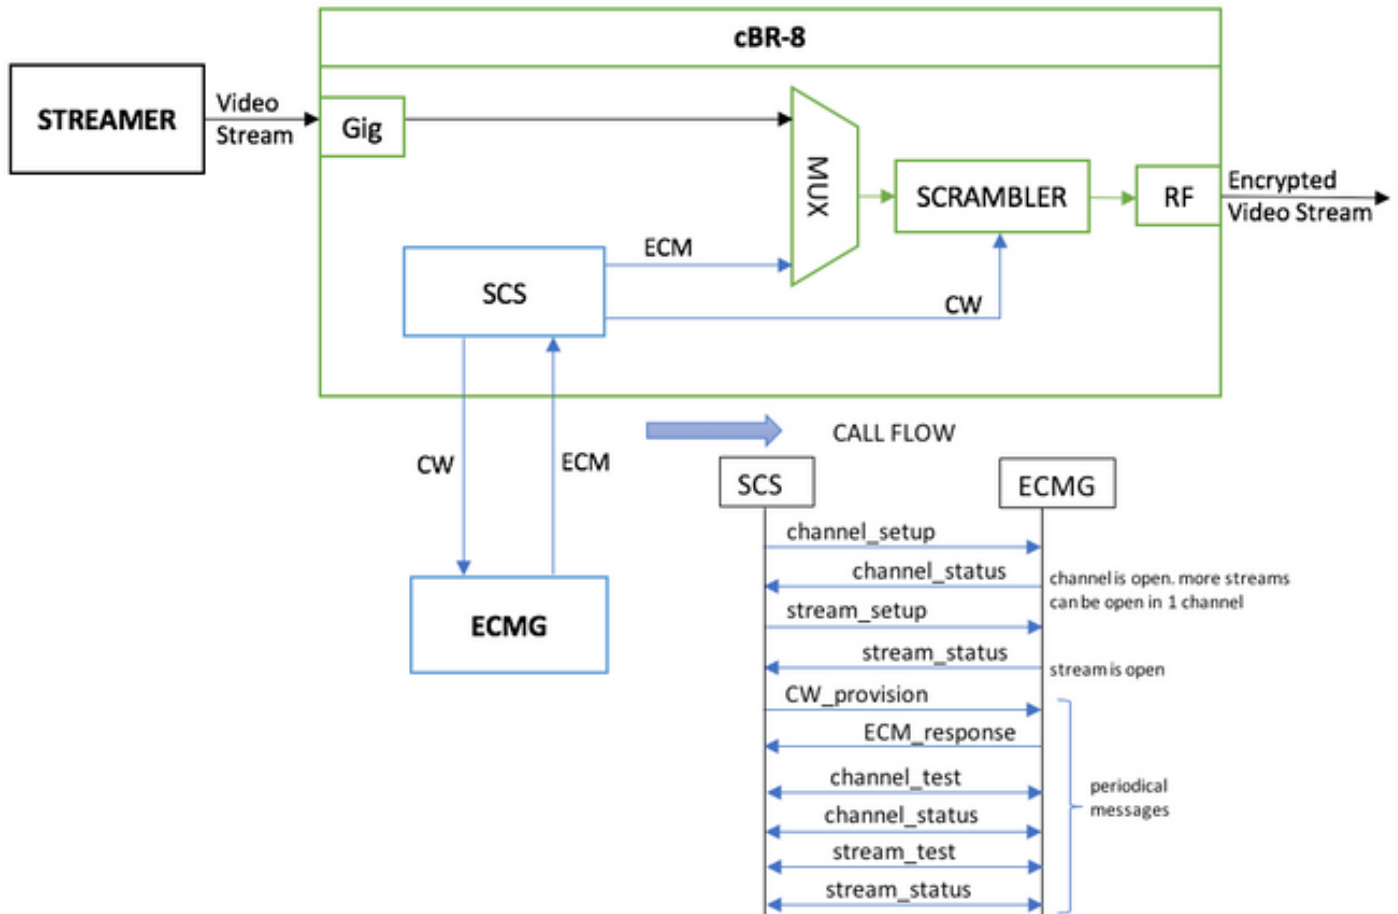 cBR-8
STREAMER
Video
Stream
Gig
MUX
SCRAMBLER
RF
Encrypted
Video Stream
ECM
SCS
CW
CW
ECM
ECMG
CALL FLOW
SCS
ECMG
channel_setup
channel_status
channel is open. more streams
can be open in 1 channel
stream_setup
stream_status
stream is open
CW_provision
ECM_response
channel_test
periodical
messages
channel_status
stream_test
stream_status